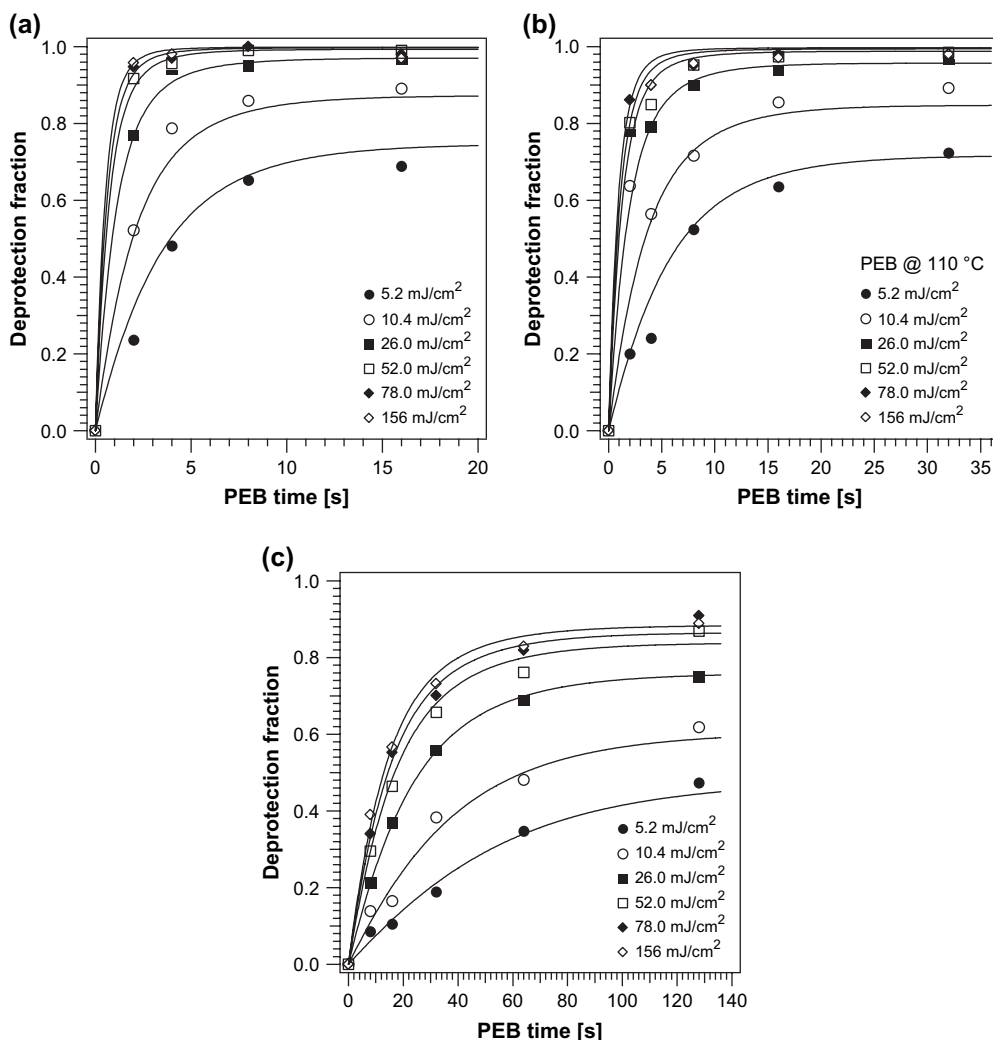 (a)
Deprotection fraction
1.0
0.8
0.6
0.4
0.2
0.0
5.2 mJ/cm²
10.4 mJ/cm²
26.0 mJ/cm²
52.0 mJ/cm²
78.0 mJ/cm²
156 mJ/cm²
0 5 10 15 20
PEB time [s]
(b)
Deprotection fraction
1.0
0.8
0.6
0.4
0.2
0.0
PEB @ 110 °C
5.2 mJ/cm²
10.4 mJ/cm²
26.0 mJ/cm²
52.0 mJ/cm²
78.0 mJ/cm²
156 mJ/cm²
0 5 10 15 20 25 30 35
PEB time [s]
(c)
Deprotection fraction
1.0
0.8
0.6
0.4
0.2
0.0
5.2 mJ/cm²
10.4 mJ/cm²
26.0 mJ/cm²
52.0 mJ/cm²
78.0 mJ/cm²
156 mJ/cm²
0 20 40 60 80 100 120 140
PEB time [s]